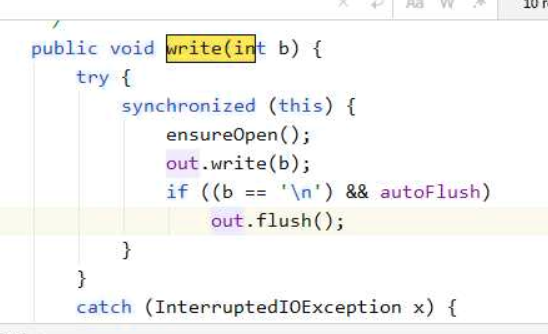 Aa W .* 10 r
*/
public void write(int b) {
try {
synchronized (this) {
ensureOpen();
out.write(b);
if ((b == '\n') && autoFlush)
out.flush();
}
}
catch (InterruptedIOException x) {